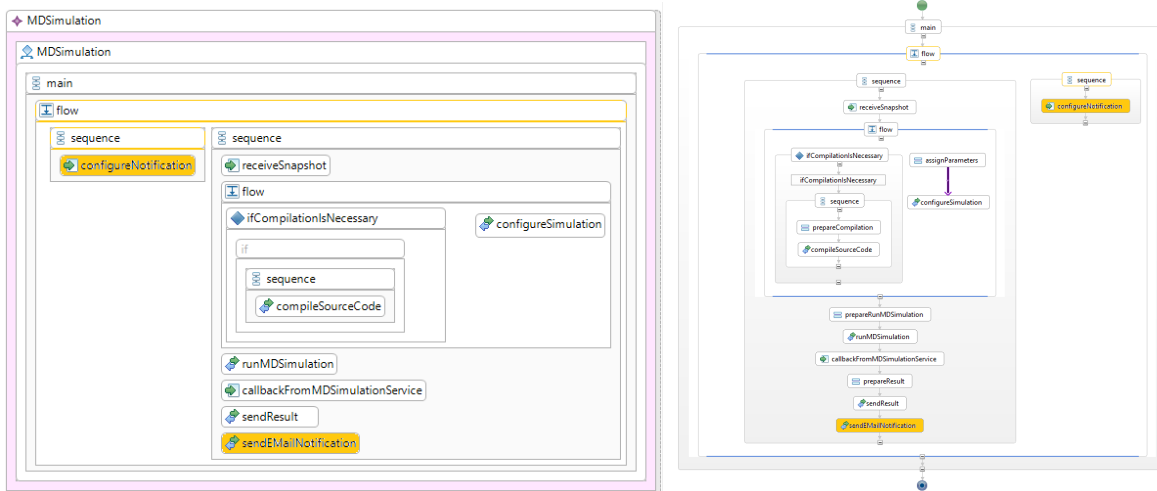 MDSimulation
MDSimulation
main
flow
sequence
configureNotification
sequence
receiveSnapshot
flow
ifCompilationIsNecessary
if
sequence
compileSourceCode
configureSimulation
runMDSimulation
callbackFromMDSimulationService
sendResult
sendEMailNotification
main
flow
sequence
receiveSnapshot
flow
ifCompilationIsNecessary
ifCompilationIsNecessary
sequence
prepareCompilation
compileSourceCode
assignParameters
configureSimulation
prepareRunMDSimulation
runMDSimulation
callbackFromMDSimulationService
prepareResult
sendResult
sendEMailNotification
sequence
configureNotification